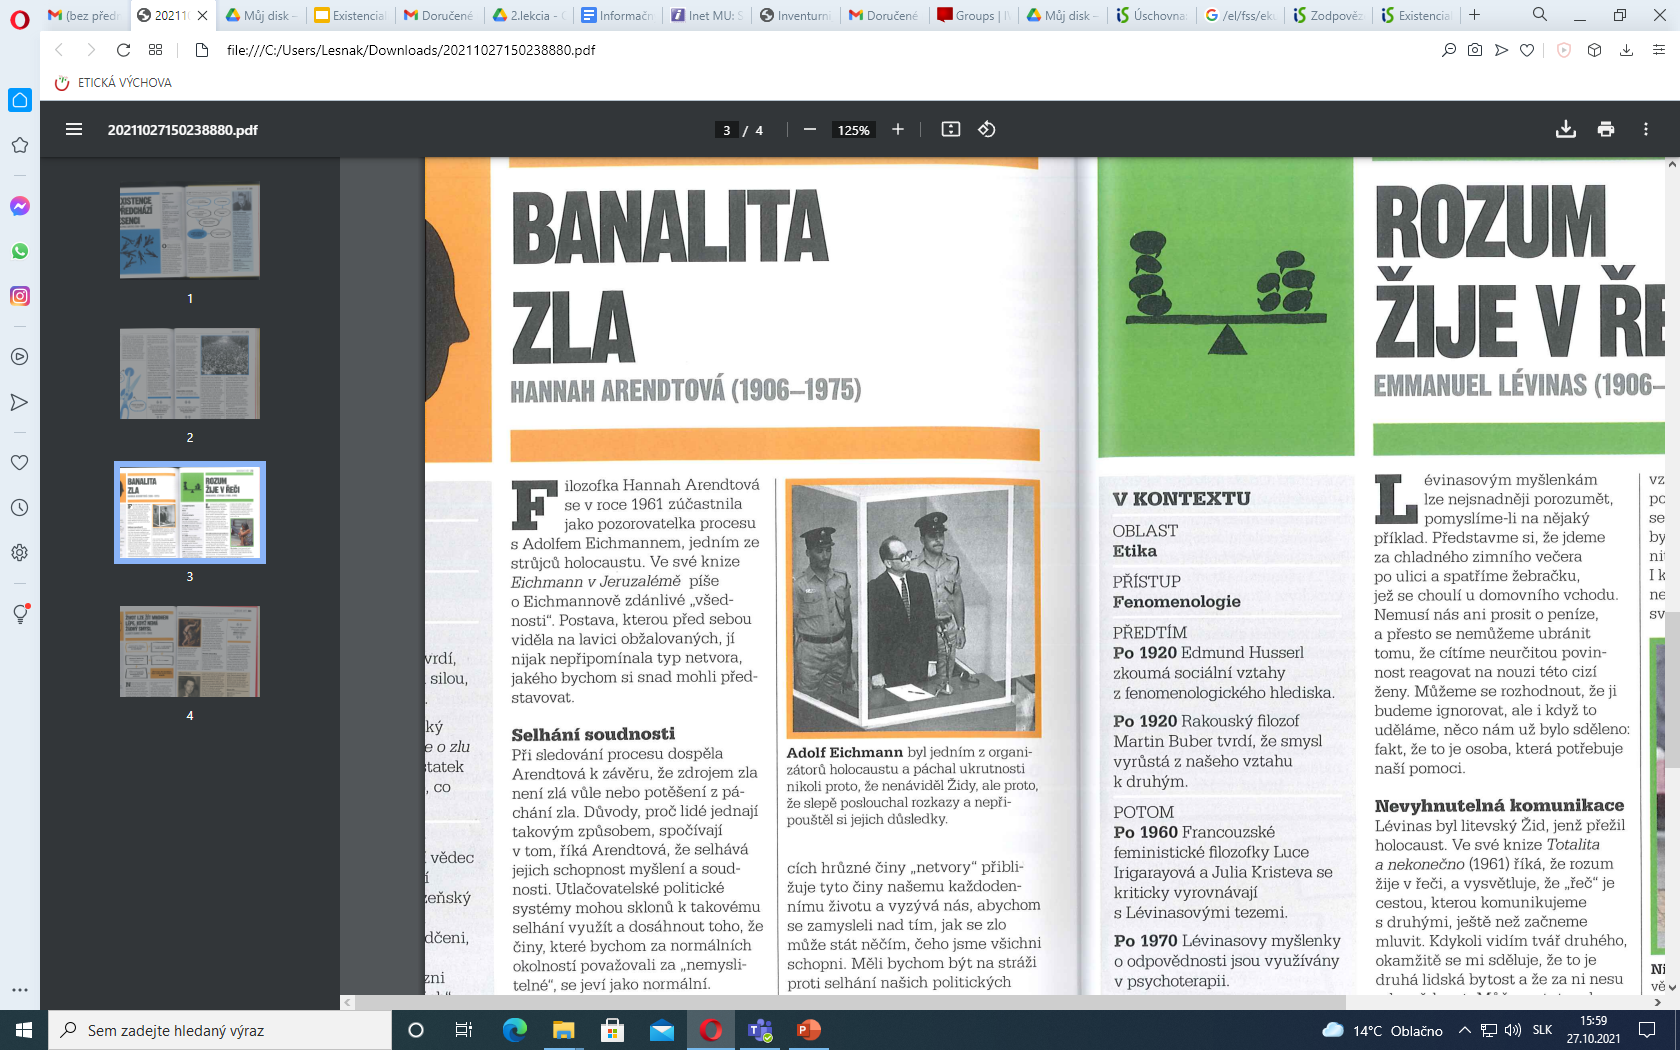 (bez před
20211
Můj disk –
Existencial
Doručené
2.lekcia - G
Informačn
Inet MU: S
Inventurn
Doručené
Groups | I
Můj disk –
Úschovna
/el/fss/eko
Zodpověz
Existencial
file:///C:/Users/Lesnak/Downloads/20211027150238880.pdf
ETICKÁ VÝCHOVA
20211027150238880.pdf
3 / 4
125%
1
2
3
4
BANALITA
ZLA
HANNAH ARENDTOVÁ (1906–1975)
vrdí,
silou,
ký
e o zlu
statek
, co
í vědec
í
zeňský
dčeni,
zni
Filozofka Hannah Arendtová
se v roce 1961 zúčastnila
jako pozorovatelka procesu
s Adolfem Eichmannem, jedním ze
strůjců holocaustu. Ve své knize
Eichmann v Jeruzalémě píše
o Eichmannově zdánlivé „všed-
nosti“. Postava, kterou před sebou
viděla na lavici obžalovaných, jí
nijak nepřipomínala typ netvora,
jakého bychom si snad mohli před-
stavovat.
Selhání soudnosti
Při sledování procesu dospěla
Arendtová k závěru, že zdrojem zla
není zlá vůle nebo potěšení z pá-
chání zla. Důvody, proč lidé jednají
takovým způsobem, spočívají
v tom, říká Arendtová, že selhává
jejich schopnost myšlení a soud-
nosti. Utlačovatelské politické
systémy mohou sklonů k takovému
selhání využít a dosáhnout toho, že
činy, které bychom za normálních
okolností považovali za „nemysli-
telné“, se jeví jako normální.
Adolf Eichmann byl jedním z organi-
zátorů holocaustu a páchal ukrutnosti
nikoli proto, že nenáviděl Židy, ale proto,
že slepě poslouchal rozkazy a nepři-
pouštěl si jejich důsledky.
cích hrůzné činy „netvory“ přibli-
žuje tyto činy našemu každoden-
nímu životu a vyzývá nás, abychom
se zamysleli nad tím, jak se zlo
může stát něčím, čeho jsme všichni
schopni. Měli bychom být na stráži
proti selhání našich politických
ROZUM
ŽIJE V ŘE
EMMANUEL LÉVINAS (1906–
V KONTEXTU
OBLAST
Etika
PŘÍSTUP
Fenomenologie
PŘEDTÍM
Po 1920 Edmund Husserl
zkoumá sociální vztahy
z fenomenologického hlediska.
Po 1920 Rakouský filozof
Martin Buber tvrdí, že smysl
vyrůstá z našeho vztahu
k druhým.
POTOM
Po 1960 Francouzské
feministické filozofky Luce
Irigarayová a Julia Kristeva se
kriticky vyrovnávají
s Lévinasovými tezemi.
Po 1970 Lévinasovy myšlenky
o odpovědnosti jsou využívány
v psychoterapii.
Lévinasovým myšlenkám
lze nejsnadněji porozumět,
pomyslíme-li na nějaký
příklad. Představme si, že jdeme
za chladného zimního večera
po ulici a spatříme žebračku,
jež se choulí u domovního vchodu.
Nemusí nás ani prosit o peníze,
a přesto se nemůžeme ubránit
tomu, že cítíme neurčitou povin-
nost reagovat na nouzi této cizí
ženy. Můžeme se rozhodnout, že ji
budeme ignorovat, ale i když to
uděláme, něco nám už bylo sděleno:
fakt, že to je osoba, která potřebuje
naší pomoci.
Nevyhnutelná komunikace
Lévinas byl litevský Žid, jenž přežil
holocaust. Ve své knize Totalita
a nekonečno (1961) říká, že rozum
žije v řeči, a vysvětluje, že „řeč“ je
cestou, kterou komunikujeme
s druhými, ještě než začneme
mluvit. Kdykoli vidím tvář druhého,
okamžitě se mi sděluje, že to je
druhá lidská bytost a že za ni nesu
vz
po
se
by
nit
I k
ne
sv
Ni
vě
Sem zadejte hledaný výraz
14°C Oblačno
SLK
15:59
27.10.2021